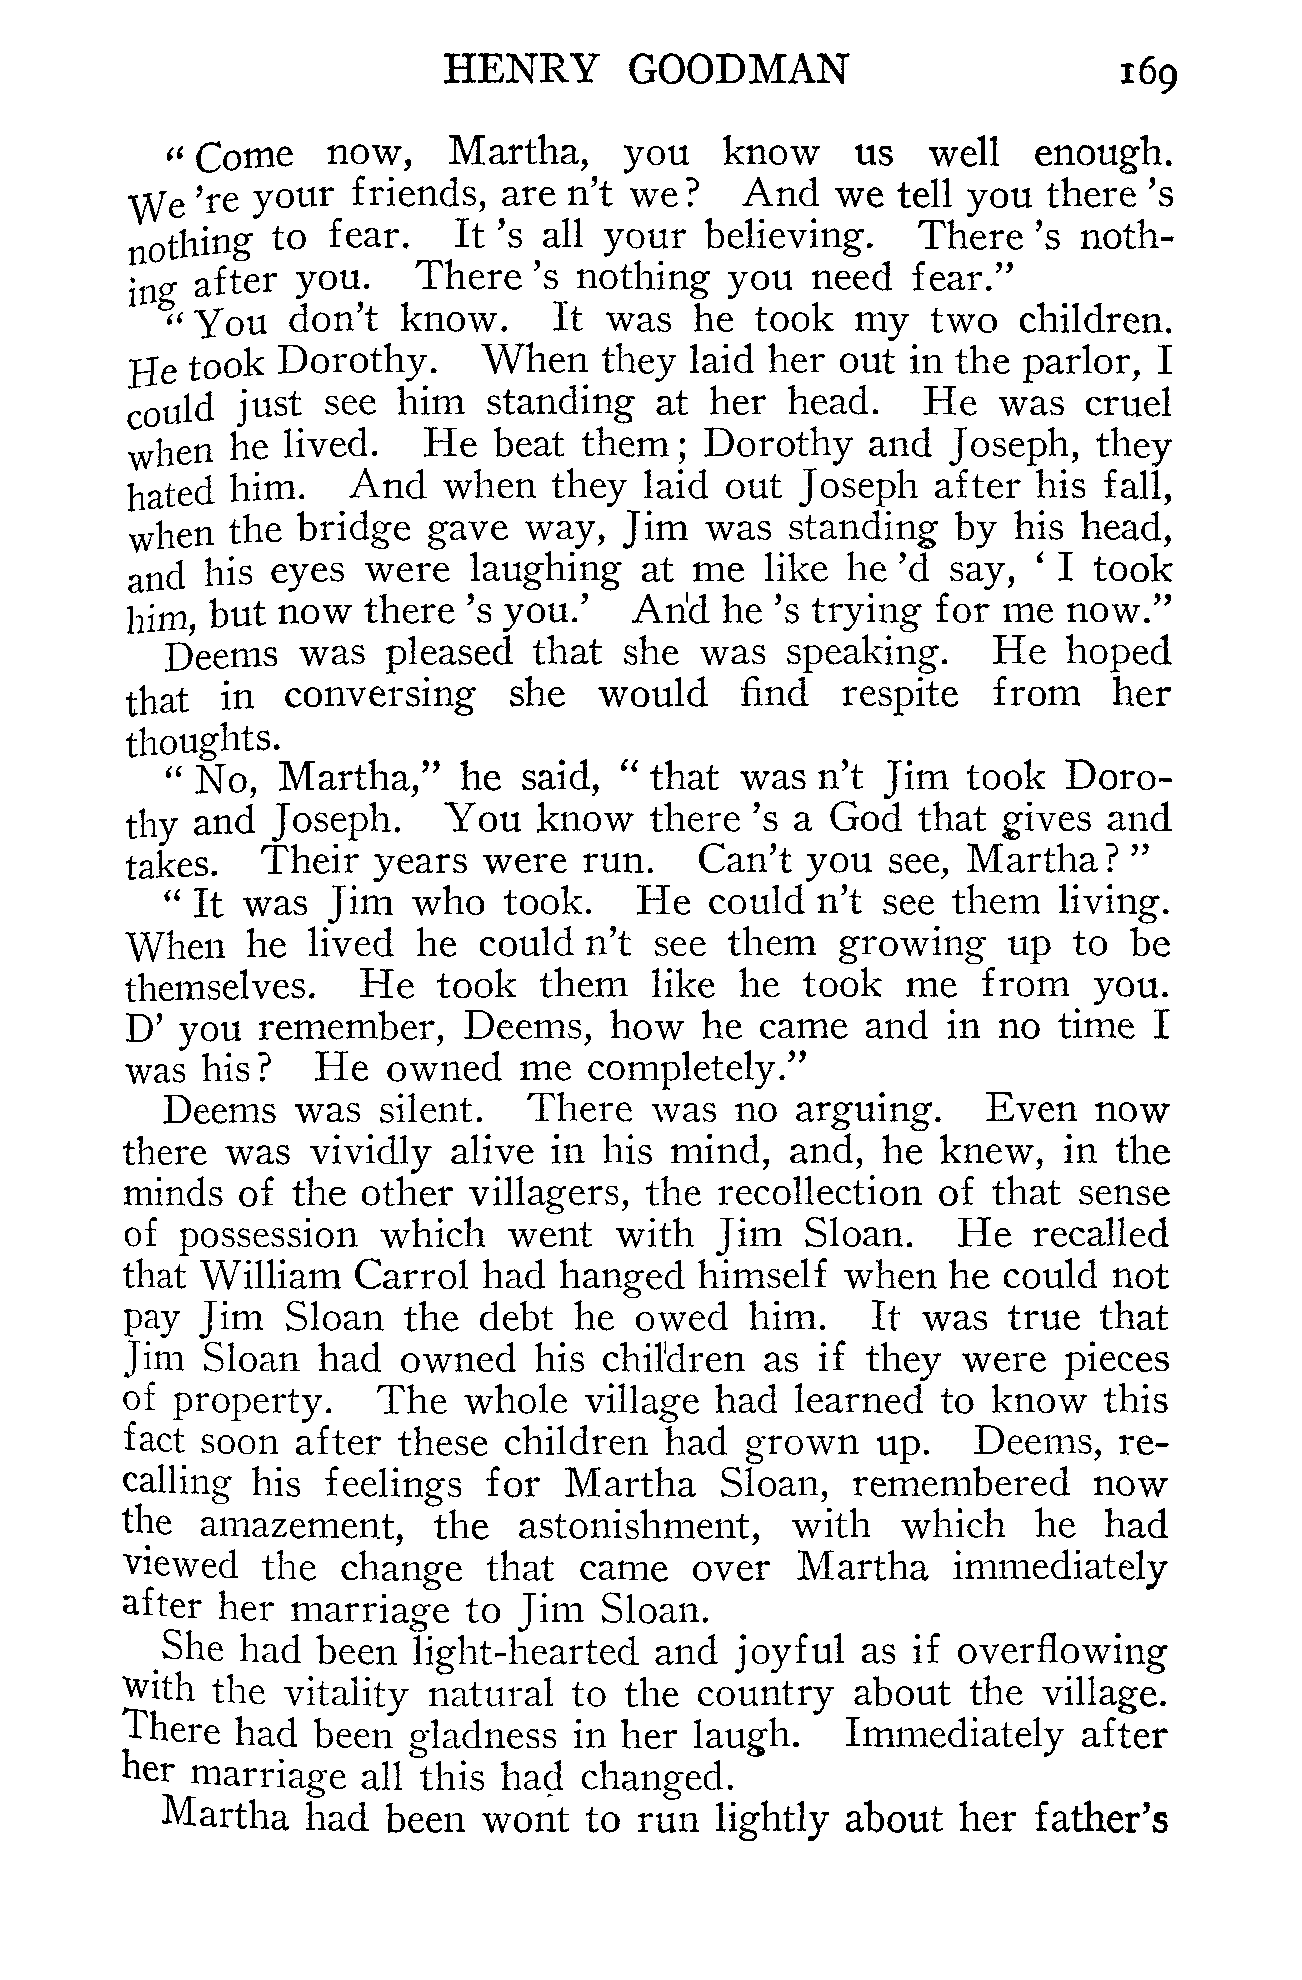 HENRY GOODMAN 169
“ Come now, Martha, you know us well enough.
We ’re your friends, are n’t we? And we tell you there ’s
nothing to fear. It ’s all your believing. There ’s noth-
ing after you. There ’s nothing you need fear.”
“ You don’t know. It was he took my two children.
He took Dorothy. When they laid her out in the parlor, I
could just see him standing at her head. He was cruel
when he lived. He beat them; Dorothy and Joseph, they
hated him. And when they laid out Joseph after his fall,
when the bridge gave way, Jim was standing by his head,
and his eyes were laughing at me like he ’d say, ‘ I took
him, but now there ’s you.’ And he ’s trying for me now.”
Deems was pleased that she was speaking. He hoped
that in conversing she would find respite from her
thoughts.
“ No, Martha,” he said, “ that was n’t Jim took Doro-
thy and Joseph. You know there ’s a God that gives and
takes. Their years were run. Can’t you see, Martha? ”
“ It was Jim who took. He could n’t see them living.
When he lived he could n’t see them growing up to be
themselves. He took them like he took me from you.
D’ you remember, Deems, how he came and in no time I
was his? He owned me completely.”
Deems was silent. There was no arguing. Even now
there was vividly alive in his mind, and, he knew, in the
minds of the other villagers, the recollection of that sense
of possession which went with Jim Sloan. He recalled
that William Carrol had hanged himself when he could not
pay Jim Sloan the debt he owed him. It was true that
Jim Sloan had owned his children as if they were pieces
of property. The whole village had learned to know this
fact soon after these children had grown up. Deems, re-
calling his feelings for Martha Sloan, remembered now
the amazement, the astonishment, with which he had
viewed the change that came over Martha immediately
after her marriage to Jim Sloan.
She had been light-hearted and joyful as if overflowing
with the vitality natural to the country about the village.
There had been gladness in her laugh. Immediately after
her marriage all this had changed.
Martha had been wont to run lightly about her father’s